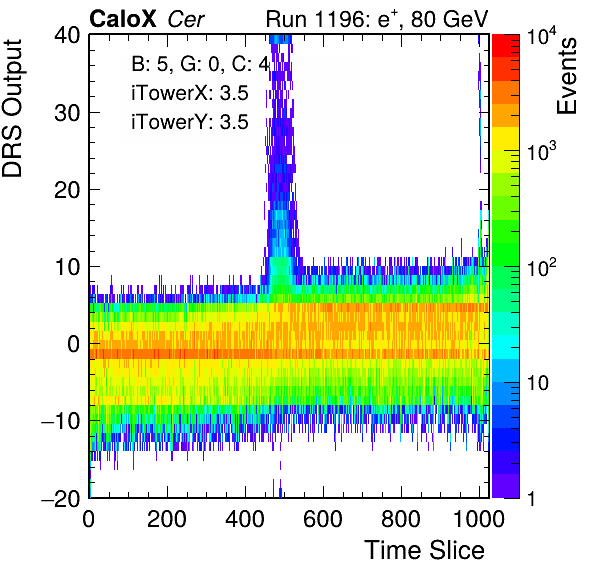 CaloX Cer Run 1196: e⁺, 80 GeV
B: 5, G: 0, C: 4
iTowerX: 3.5
iTowerY: 3.5
DRS Output
40
30
20
10
0
−10
−20
0 200 400 600 800 1000
Time Slice
Events
10⁴
10³
10²
10
1